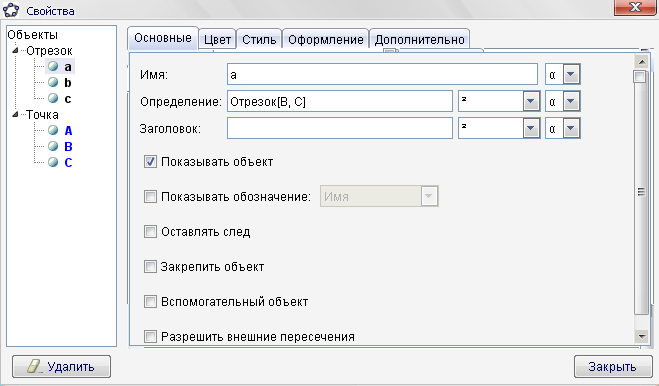 Свойства
Объекты
Отрезок
a
b
c
Точка
A
B
C
Основные Цвет Стиль Оформление Дополнительно
Имя: a α
Определение: Отрезок[B, C] ² α
Заголовок: ² α
Показывать объект
Показывать обозначение: Имя
Оставлять след
Закрепить объект
Вспомогательный объект
Разрешить внешние пересечения
Удалить Закрыть